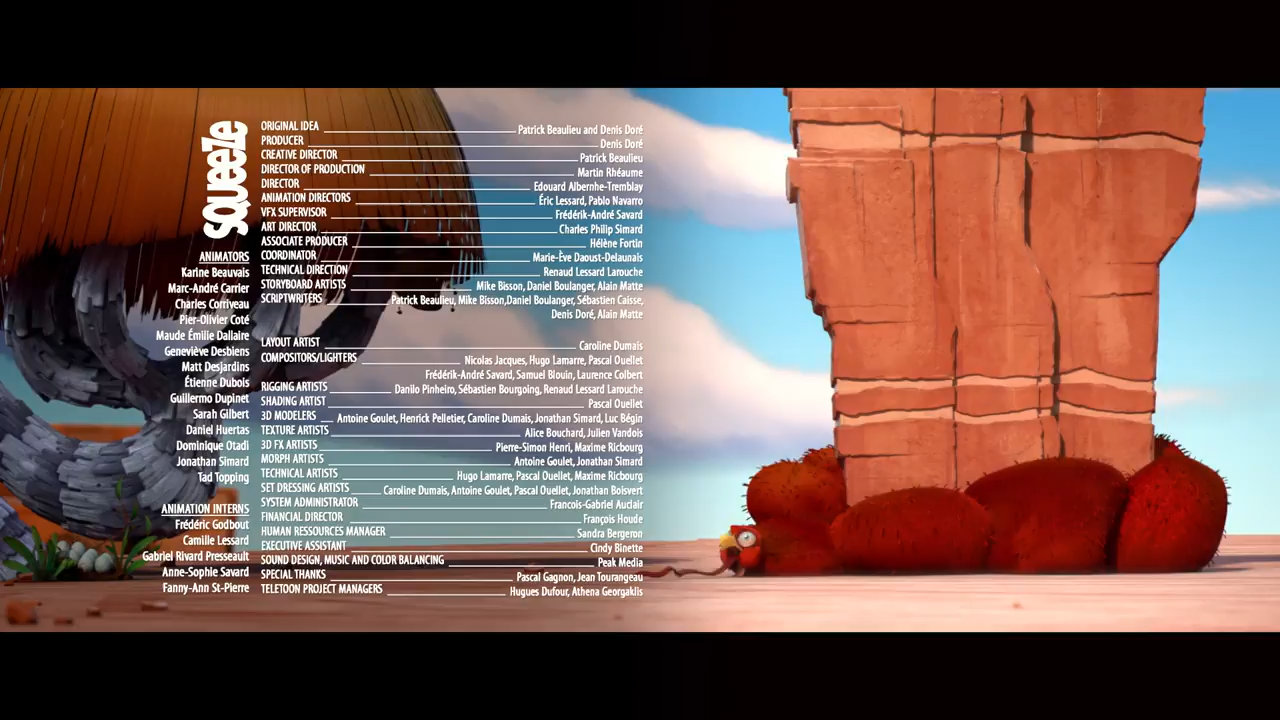 squeeze
ANIMATORS
Karine Beauvais
Marc-André Carrier
Charles Corriveau
Pier-Olivier Coté
Maude Émilie Dallaire
Geneviève Desbiens
Matt Desjardins
Étienne Dubois
Guillermo Dupinet
Sarah Gilbert
Daniel Huertas
Dominique Otadi
Jonathan Simard
Tad Topping
ANIMATION INTERNS
Frédéric Godbout
Camille Lessard
Gabriel Rivard Presseault
Anne-Sophie Savard
Fanny-Ann St-Pierre
ORIGINAL IDEA Patrick Beaulieu and Denis Doré
PRODUCER Denis Doré
CREATIVE DIRECTOR Patrick Beaulieu
DIRECTOR OF PRODUCTION Martin Rhéaume
DIRECTOR Edouard Albernhe-Tremblay
ANIMATION DIRECTORS Éric Lessard, Pablo Navarro
VFX SUPERVISOR Frédérik-André Savard
ART DIRECTOR Charles Philip Simard
ASSOCIATE PRODUCER Hélène Fortin
COORDINATOR Marie-Ève Daoust-Delaunais
TECHNICAL DIRECTION Renaud Lessard Larouche
STORYBOARD ARTISTS Mike Bisson, Daniel Boulanger, Alain Matte
SCRIPTWRITERS Patrick Beaulieu, Mike Bisson,Daniel Boulanger, Sébastien Caisse,
Denis Doré, Alain Matte
LAYOUT ARTIST Caroline Dumais
COMPOSITORS/LIGHTERS Nicolas Jacques, Hugo Lamarre, Pascal Ouellet
Frédérik-André Savard, Samuel Blouin, Laurence Colbert
RIGGING ARTISTS Danilo Pinheiro, Sébastien Bourgoing, Renaud Lessard Larouche
SHADING ARTIST Pascal Ouellet
3D MODELERS Antoine Goulet, Henrick Pelletier, Caroline Dumais, Jonathan Simard, Luc Bégin
TEXTURE ARTISTS Alice Bouchard, Julien Vandois
3D FX ARTISTS Pierre-Simon Henri, Maxime Ricbourg
MORPH ARTISTS Antoine Goulet, Jonathan Simard
TECHNICAL ARTISTS Hugo Lamarre, Pascal Ouellet, Maxime Ricbourg
SET DRESSING ARTISTS Caroline Dumais, Antoine Goulet, Pascal Ouellet, Jonathan Boisvert
SYSTEM ADMINISTRATOR Francois-Gabriel Auclair
FINANCIAL DIRECTOR François Houde
HUMAN RESSOURCES MANAGER Sandra Bergeron
EXECUTIVE ASSISTANT Cindy Binette
SOUND DESIGN, MUSIC AND COLOR BALANCING Peak Media
SPECIAL THANKS Pascal Gagnon, Jean Tourangeau
TELETOON PROJECT MANAGERS Hugues Dufour, Athena Georgaklis